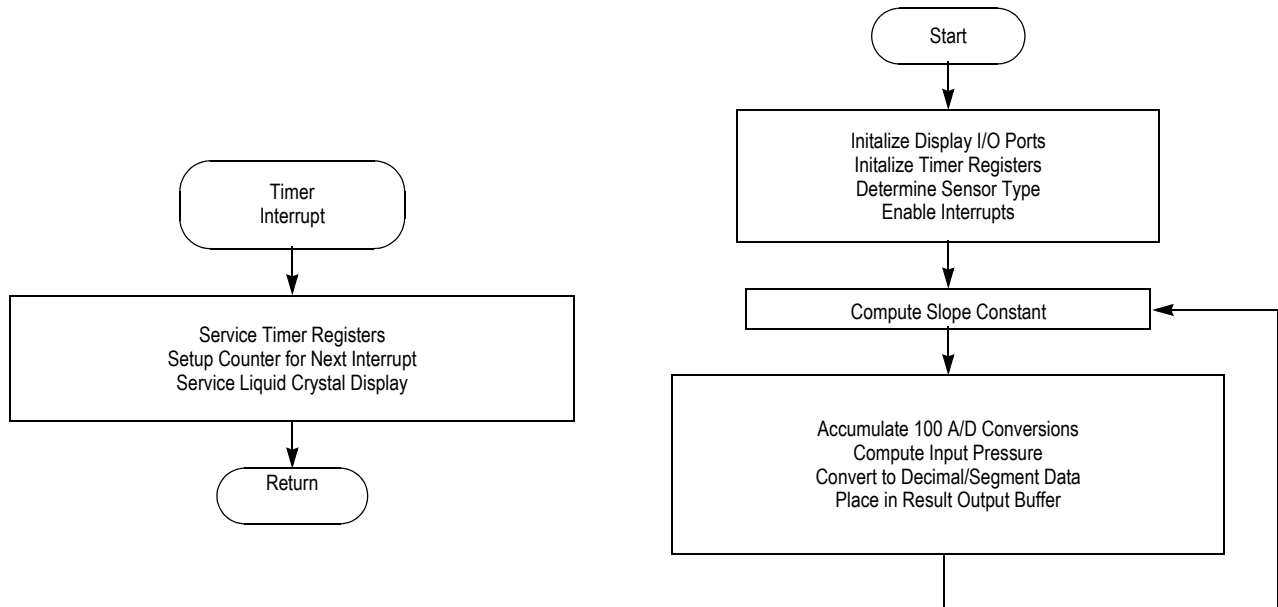 Timer
Interrupt
Service Timer Registers
Setup Counter for Next Interrupt
Service Liquid Crystal Display
Return
Start
Initalize Display I/O Ports
Initalize Timer Registers
Determine Sensor Type
Enable Interrupts
Compute Slope Constant
Accumulate 100 A/D Conversions
Compute Input Pressure
Convert to Decimal/Segment Data
Place in Result Output Buffer